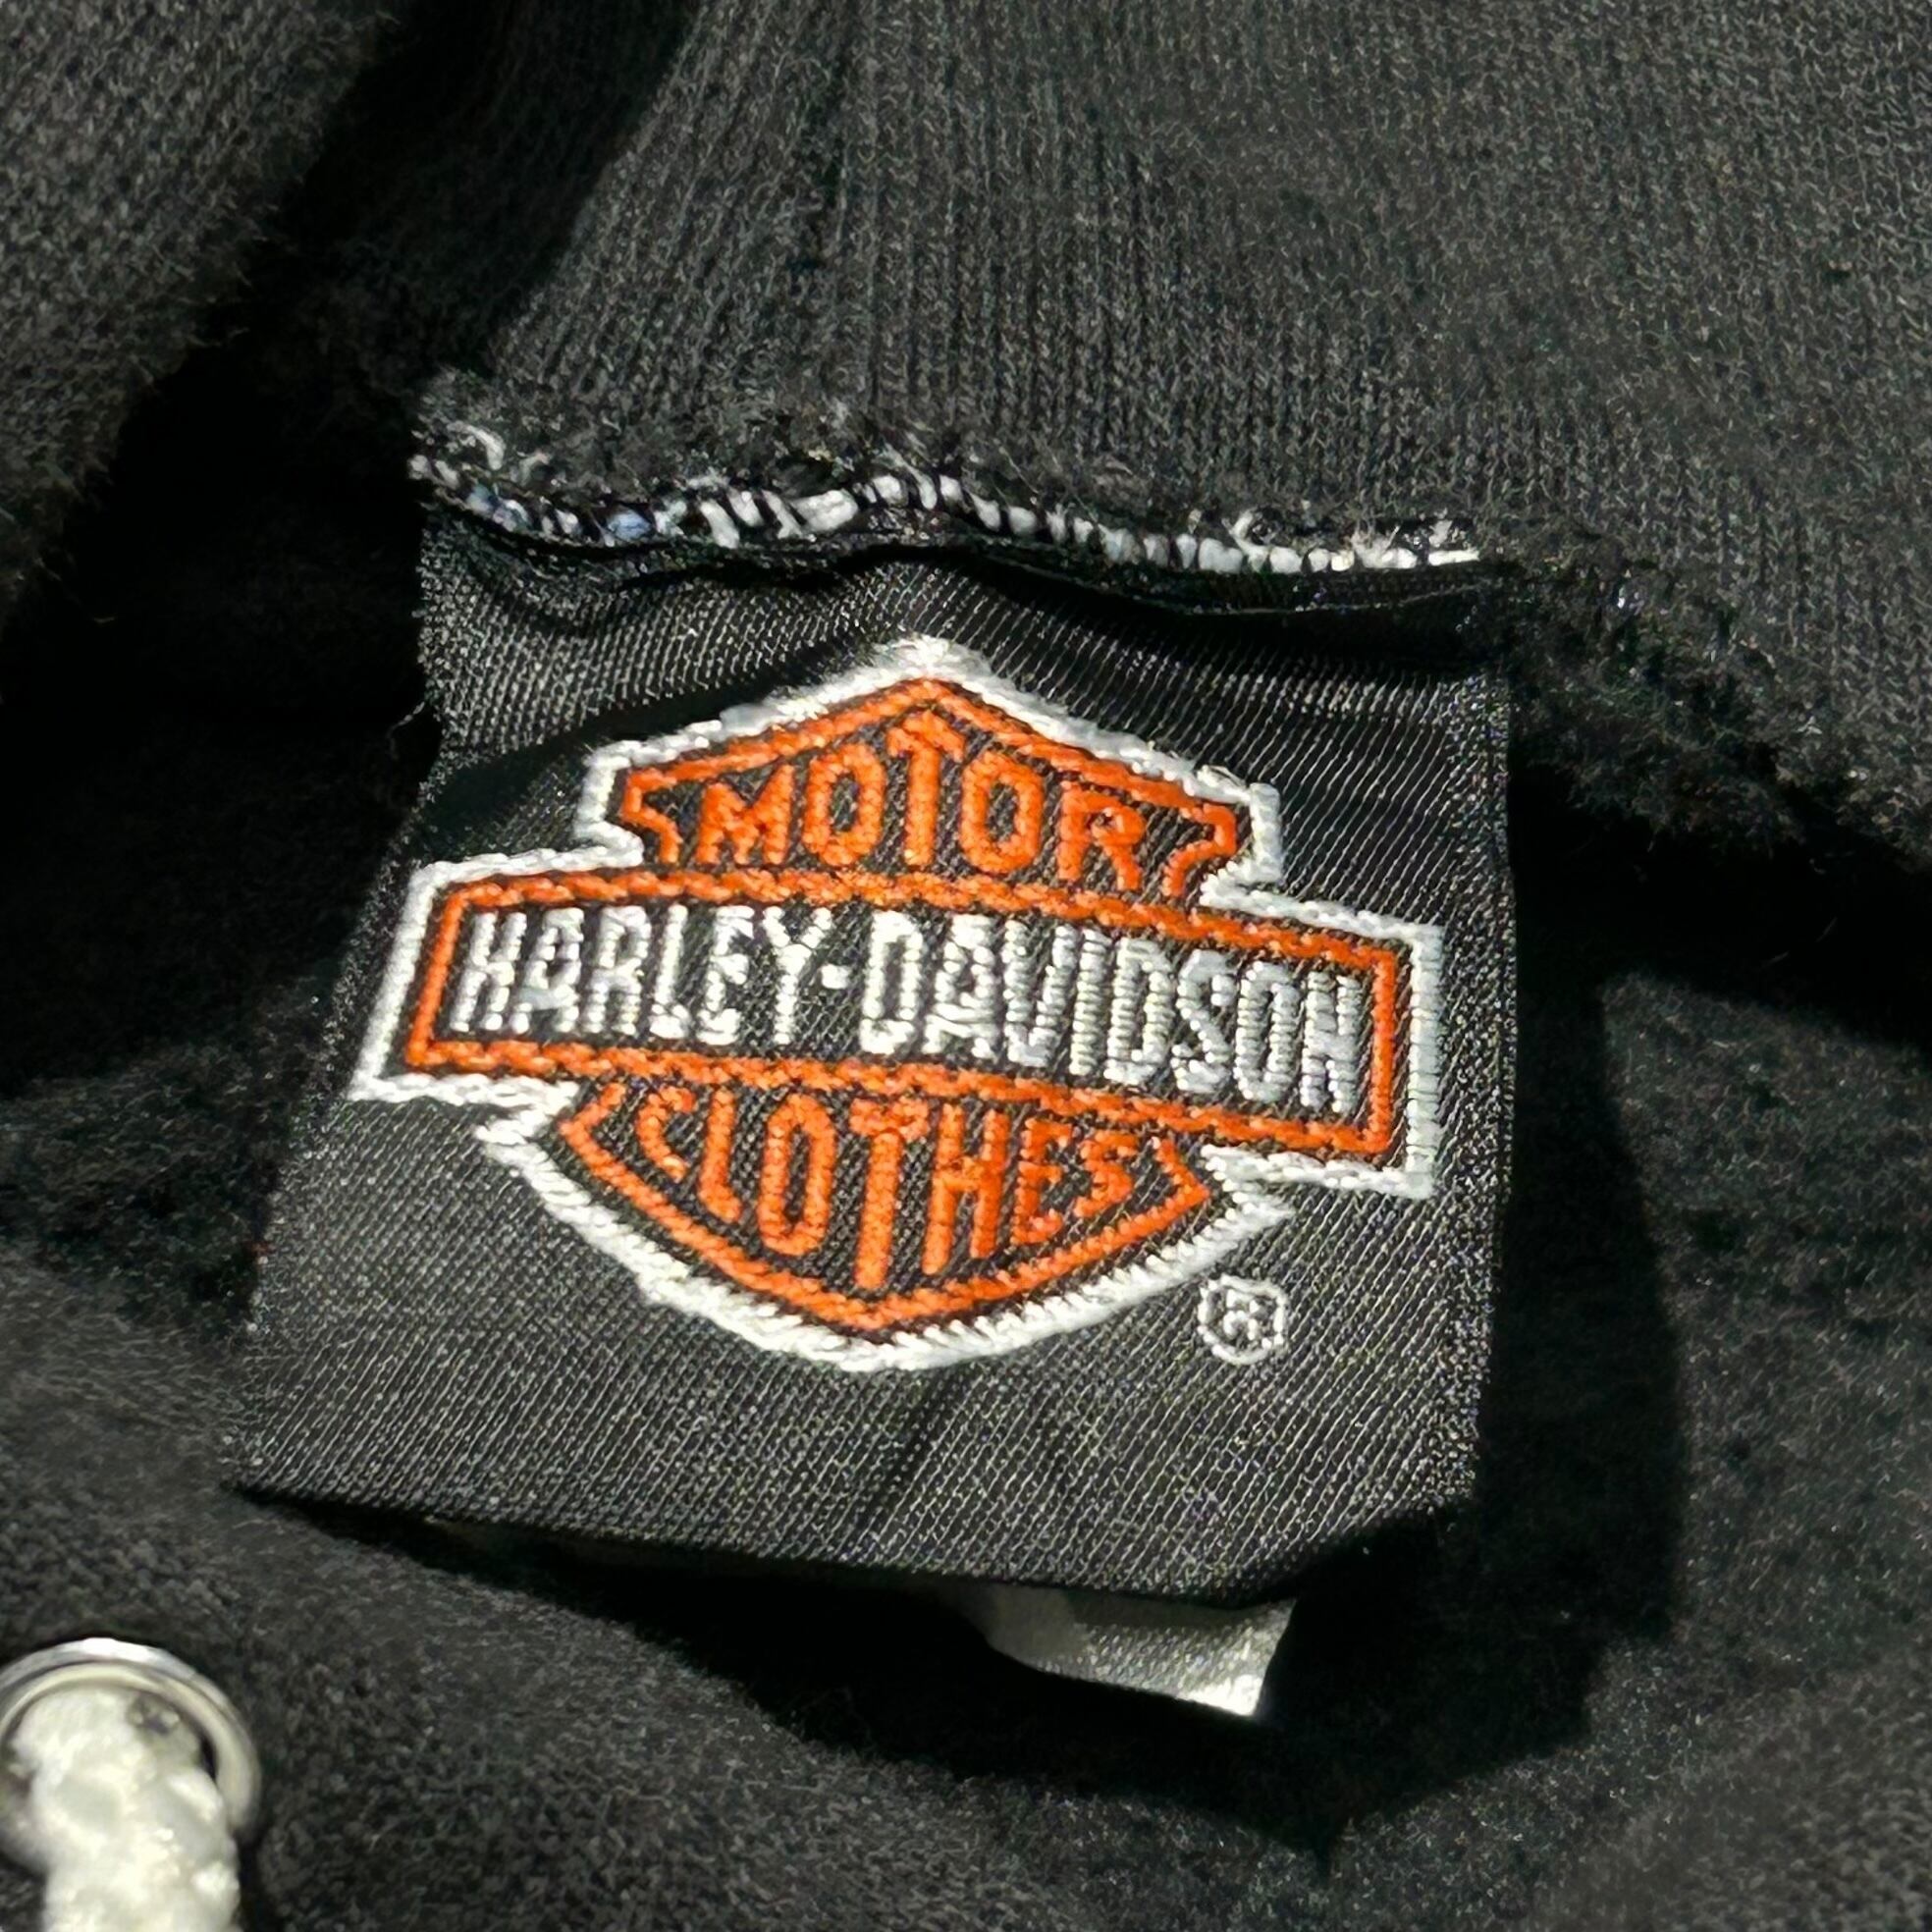 MOTOR
HARLEY-DAVIDSON
CLOTHES
®